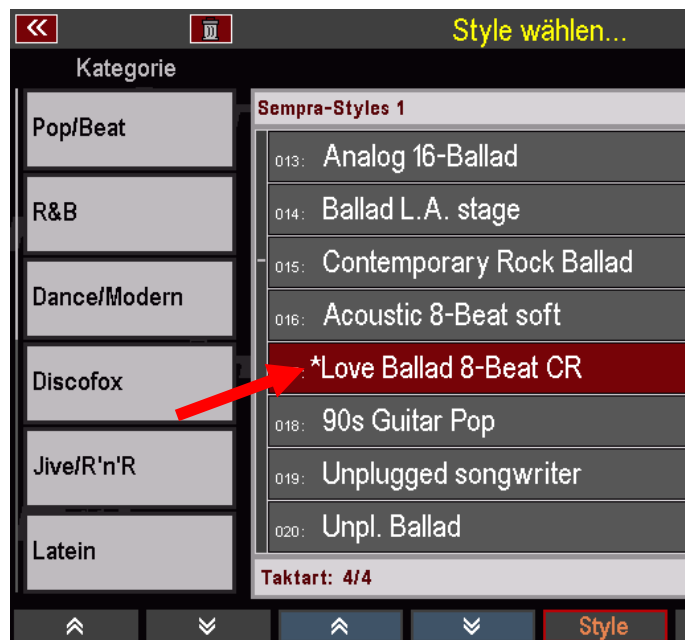 Style wählen...
Kategorie
Pop/Beat
R&B
Dance/Modern
Discofox
Jive/R'n'R
Latein
Sempra-Styles 1
013: Analog 16-Ballad
014: Ballad L.A. stage
015: Contemporary Rock Ballad
016: Acoustic 8-Beat soft
*Love Ballad 8-Beat CR
018: 90s Guitar Pop
019: Unplugged songwriter
020: Unpl. Ballad
Taktart: 4/4
Style